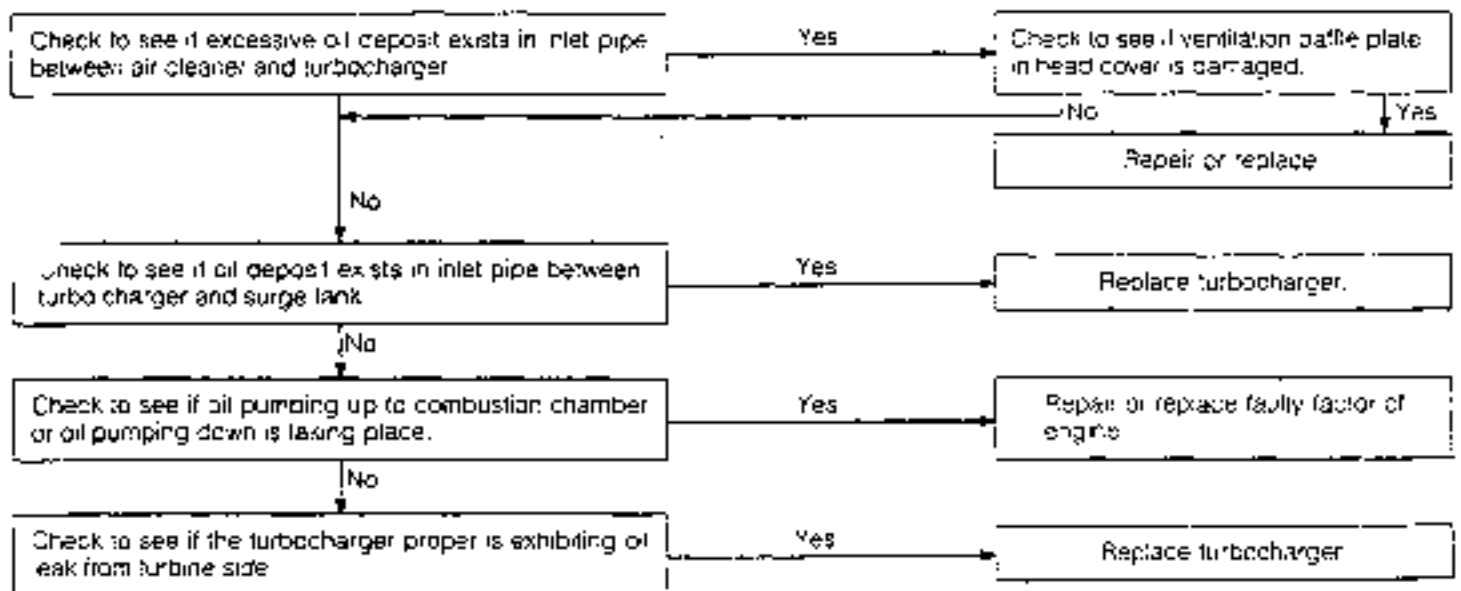 Check to see if excessive oil deposit exists in inlet pipe
between air cleaner and turbocharger
Yes
Check to see if ventilation baffle plate
in head cover is damaged.
No
Yes
Repair or replace
No
Check to see if oil deposit exists in inlet pipe between
turbo charger and surge tank
Yes
Replace turbocharger.
No
Check to see if oil pumping up to combustion chamber
or oil pumping down is taking place.
Yes
Repair or replace faulty factor of
engine
No
Check to see if the turbocharger proper is exhibiting oil
leak from turbine side
Yes
Replace turbocharger